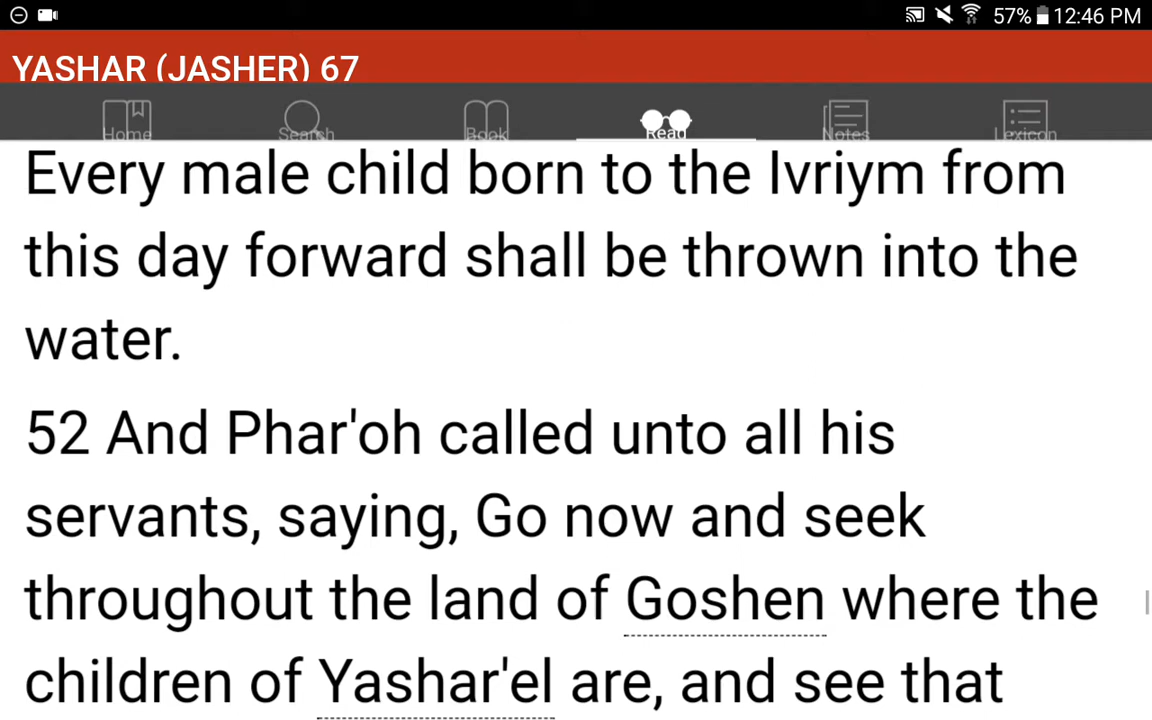 57% 12:46 PM
YASHAR (JASHER) 67
Home Search Book Read Notes Lexicon
Every male child born to the Ivriym from
this day forward shall be thrown into the
water.
52 And Phar'oh called unto all his
servants, saying, Go now and seek
throughout the land of Goshen where the
children of Yashar'el are, and see that